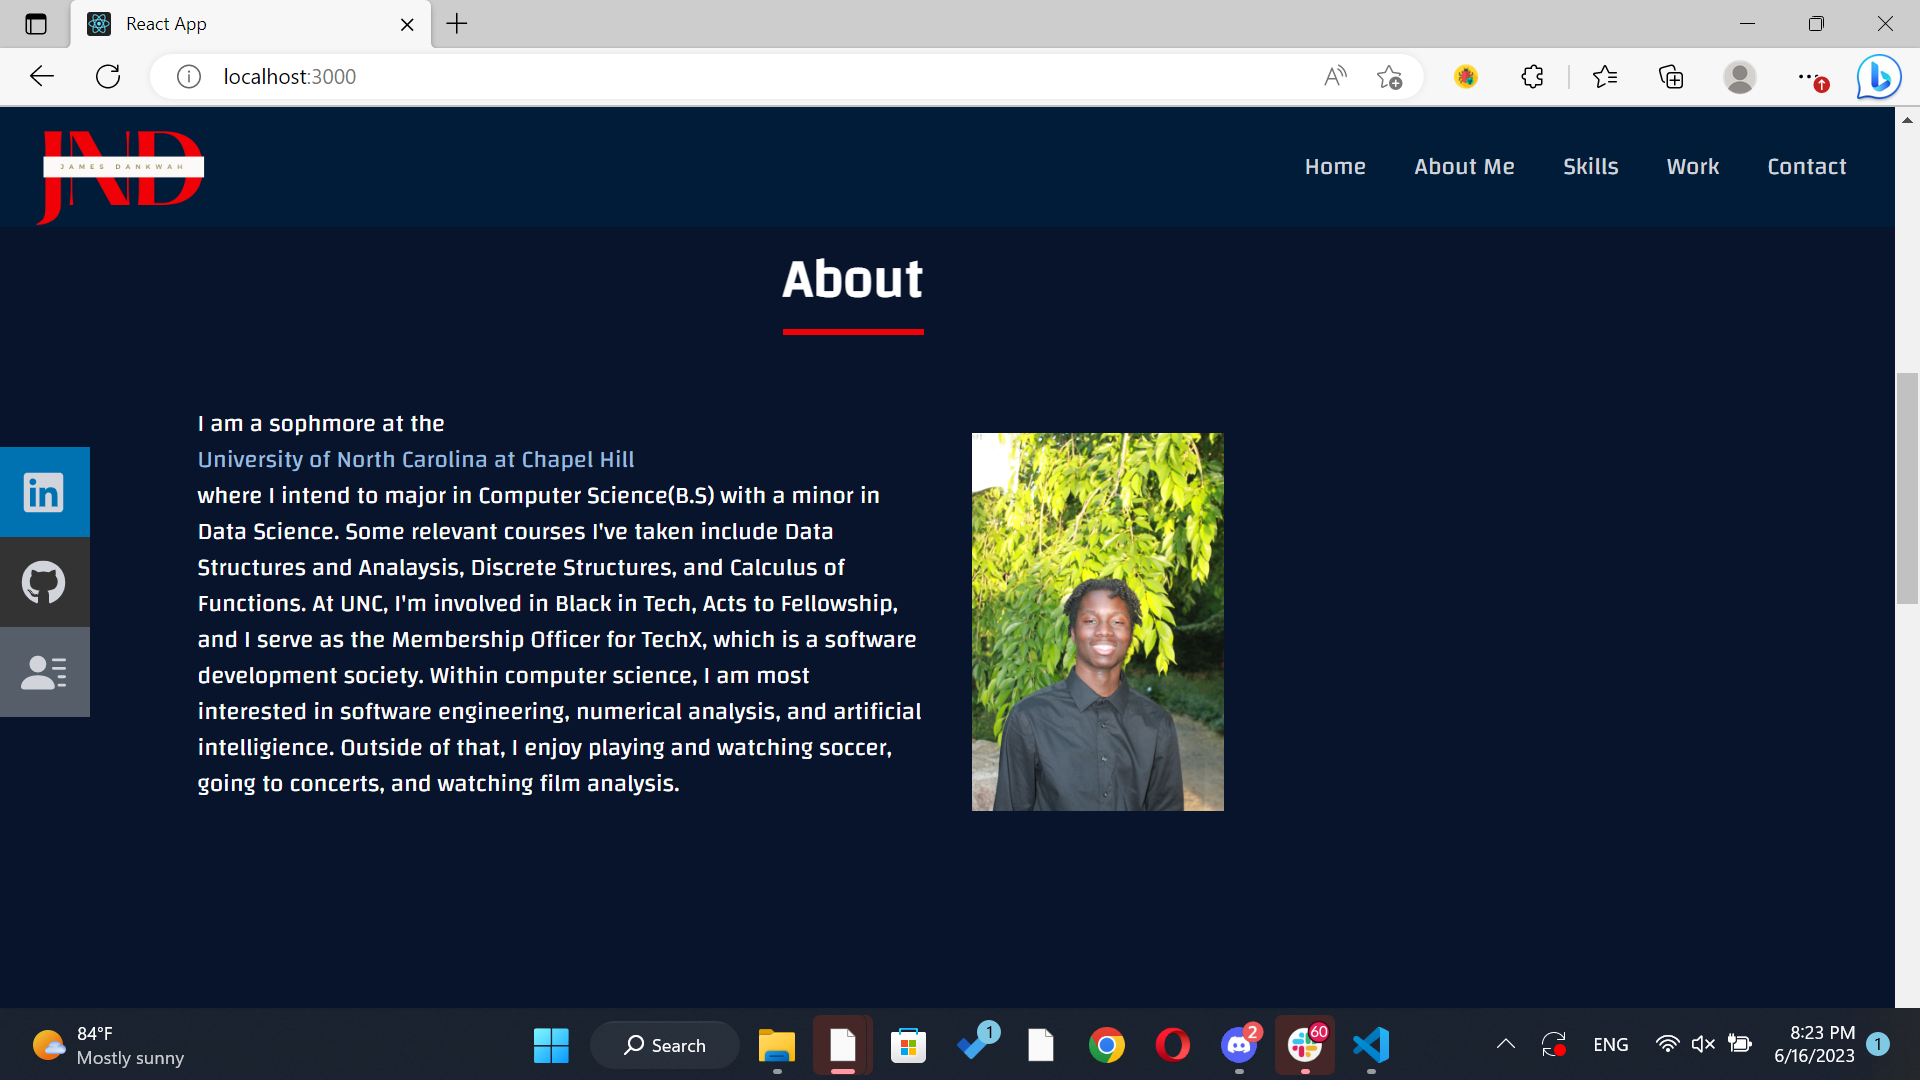 React App
localhost:3000
JND
JAMES DANKWAH
Home About Me Skills Work Contact
About
I am a sophmore at the
University of North Carolina at Chapel Hill
where I intend to major in Computer Science(B.S) with a minor in
Data Science. Some relevant courses I've taken include Data
Structures and Analaysis, Discrete Structures, and Calculus of
Functions. At UNC, I'm involved in Black in Tech, Acts to Fellowship,
and I serve as the Membership Officer for TechX, which is a software
development society. Within computer science, I am most
interested in software engineering, numerical analysis, and artificial
intelligience. Outside of that, I enjoy playing and watching soccer,
going to concerts, and watching film analysis.
in
84°F
Mostly sunny
Search
1
2
60
ENG
8:23 PM
6/16/2023
1